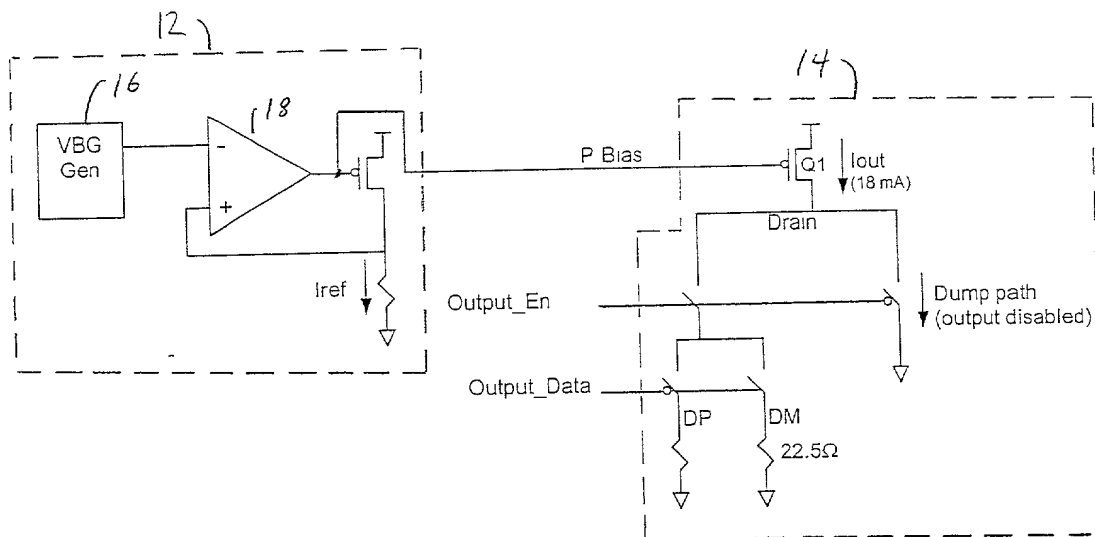 12
14
16
18
VBG
Gen
-
+
P Bias
Q1
Iout
(18 mA)
Drain
Iref
Output_En
Dump path
(output disabled)
Output_Data
DP
DM
22.5Ω